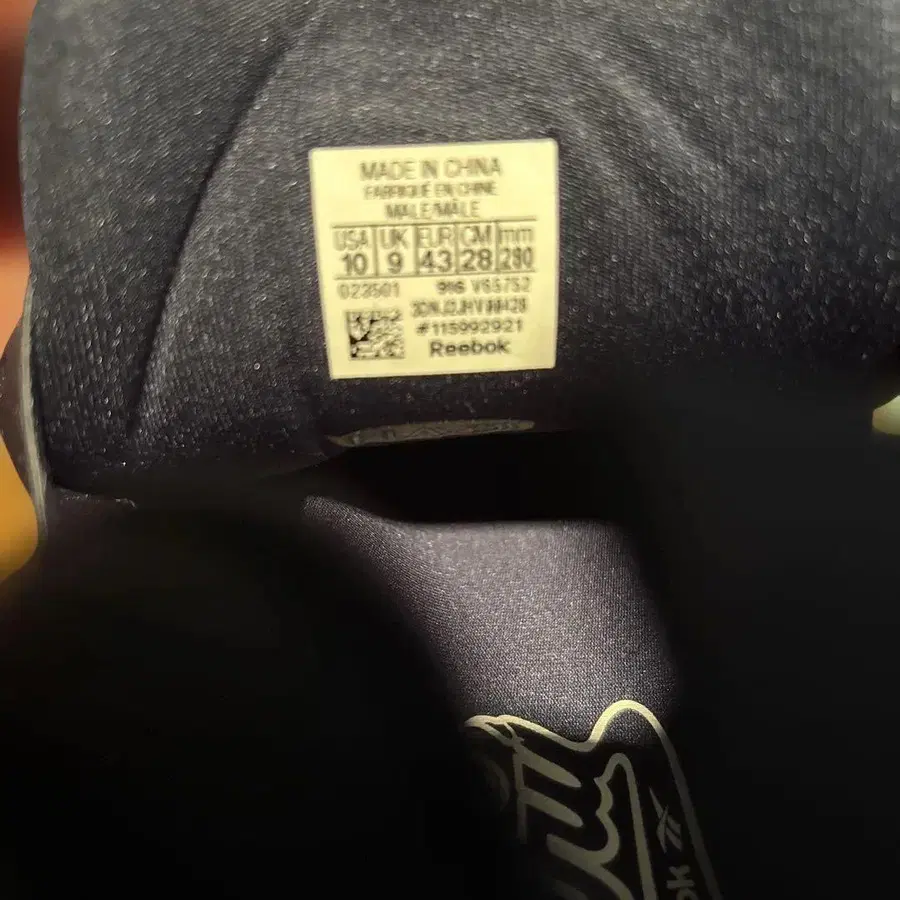 MADE IN CHINA
FABRIQUÉ EN CHINE
MALE/MÂLE
USA UK EUR CM mm
10 9 43 28 280
023501 916 V65752
#115992921
Reebok